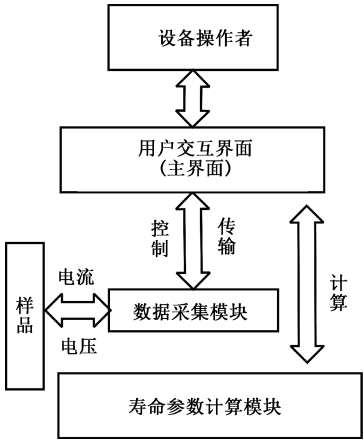 设备操作者
用户交互界面
(主界面)
控制
传输
计算
电流
样品
数据采集模块
电压
寿命参数计算模块